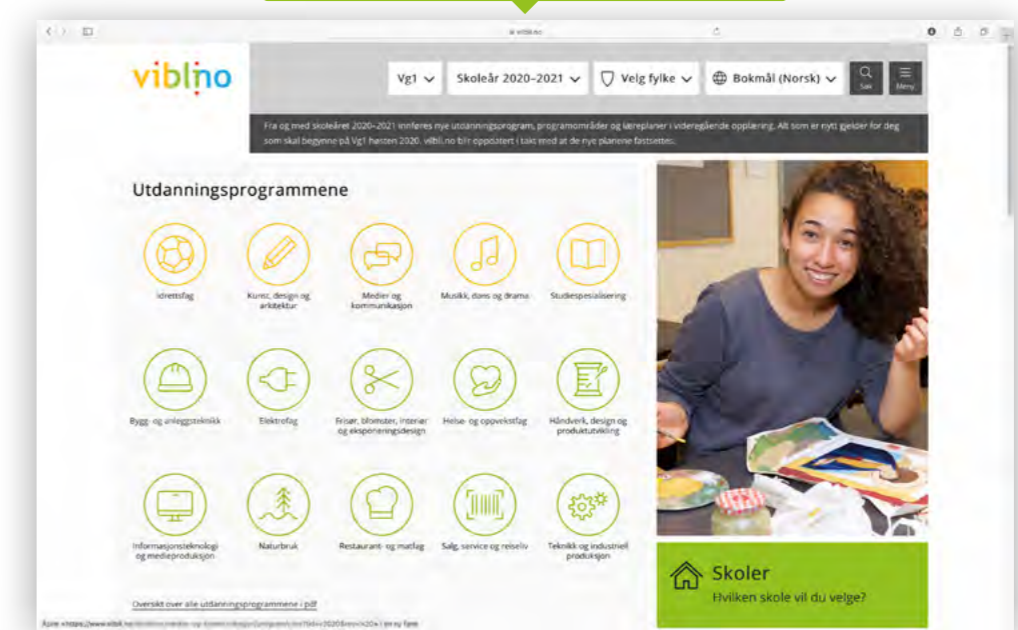 vilbli.no
viblino
Vg1
Skoleår 2020–2021
Velg fylke
Bokmål (Norsk)
Søk
Meny
Fra og med skoleåret 2020–2021 innføres nye utdanningsprogram, programområder og læreplaner i videregående opplæring. Alt som er nytt gjelder for deg
som skal begynne på Vg1 høsten 2020. vilbli.no blir oppdatert i takt med at de nye planene fastsettes.
Utdanningsprogrammene
Idrettsfag
Kunst, design og
arkitektur
Medier og
kommunikasjon
Musikk, dans og drama
Studiespesialisering
Bygg- og anleggsteknikk
Elektrofag
Frisør, blomster, interiør
og eksponeringsdesign
Helse- og oppvekstfag
Håndverk, design og
produktutvikling
Informasjonsteknologi
og medieproduksjon
Naturbruk
Restaurant- og matfag
Salg, service og reiseliv
Teknikk og industriell
produksjon
Oversikt over alle utdanningsprogrammene i pdf
Skoler
Hvilken skole vil du velge?